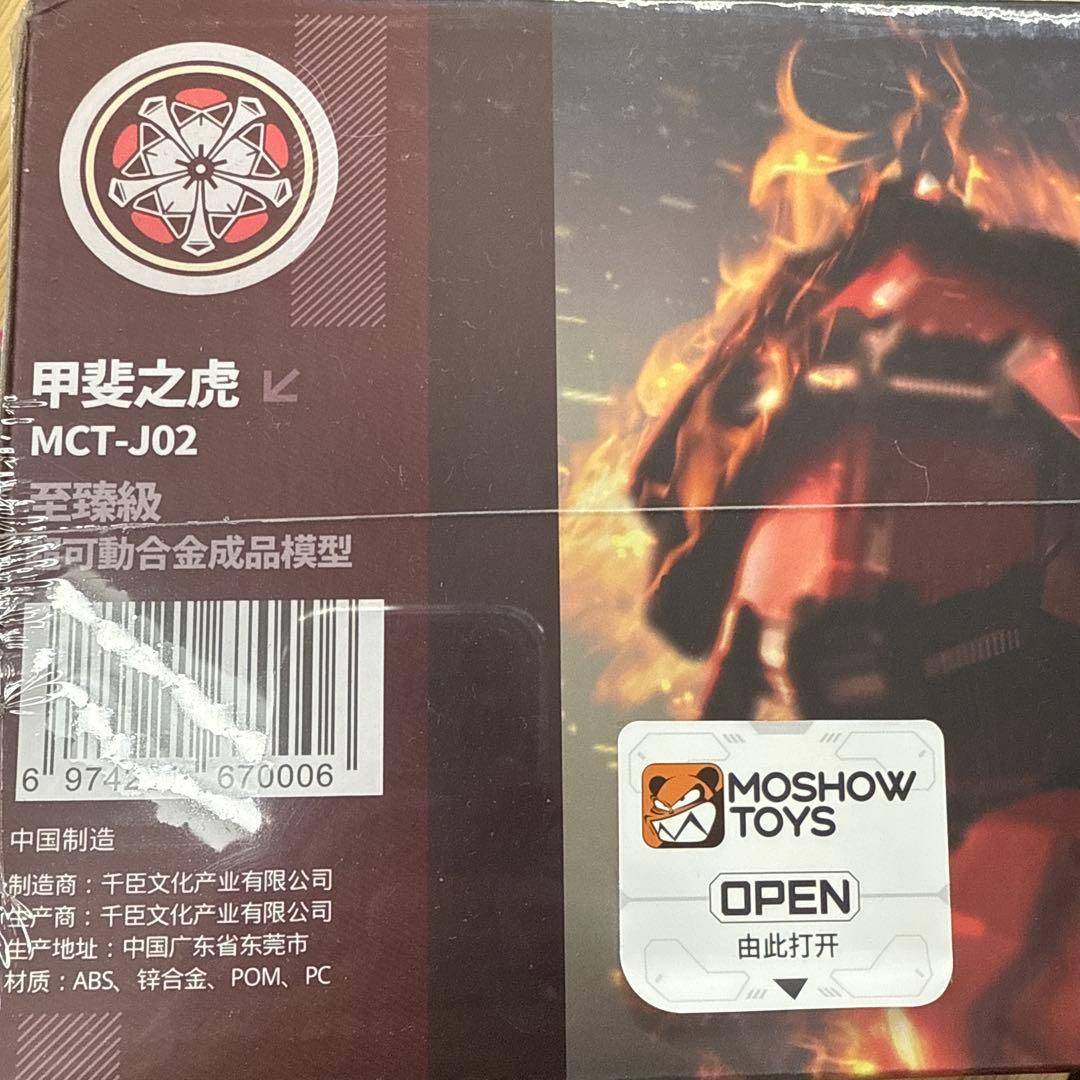 甲斐之虎
MCT-J02
至臻級
可動合金成品模型
6 9742 670006
中国制造
制造商：千臣文化产业有限公司
生产商：千臣文化产业有限公司
生产地址：中国广东省东莞市
材质：ABS、锌合金、POM、PC
MOSHOW
TOYS
OPEN
由此打开